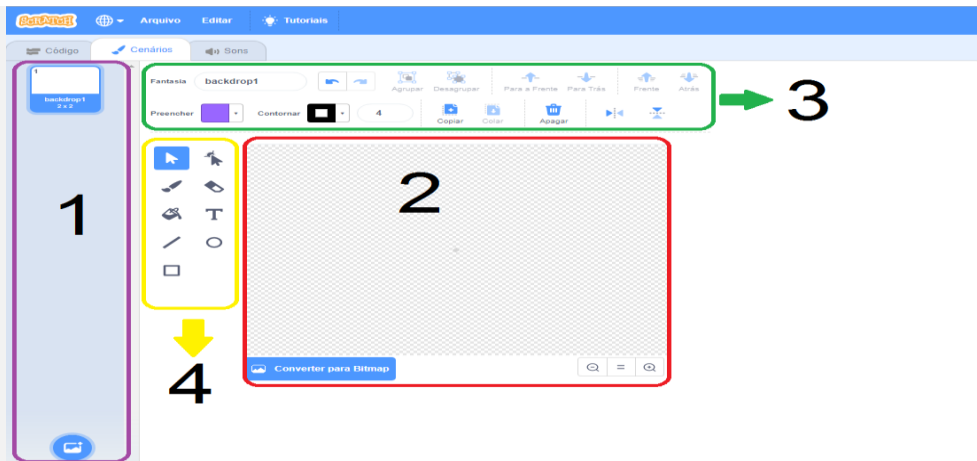 SCRATCH Arquivo Editar Tutoriais
Código Cenários Sons
1
backdrop1
2 x 2
Fantasia backdrop1 Agrupar Desagrupar Para a Frente Para Trás Frente Atrás
Preencher Contornar 4 Copiar Colar Apagar
3
1
2
T
Converter para Bitmap =
4